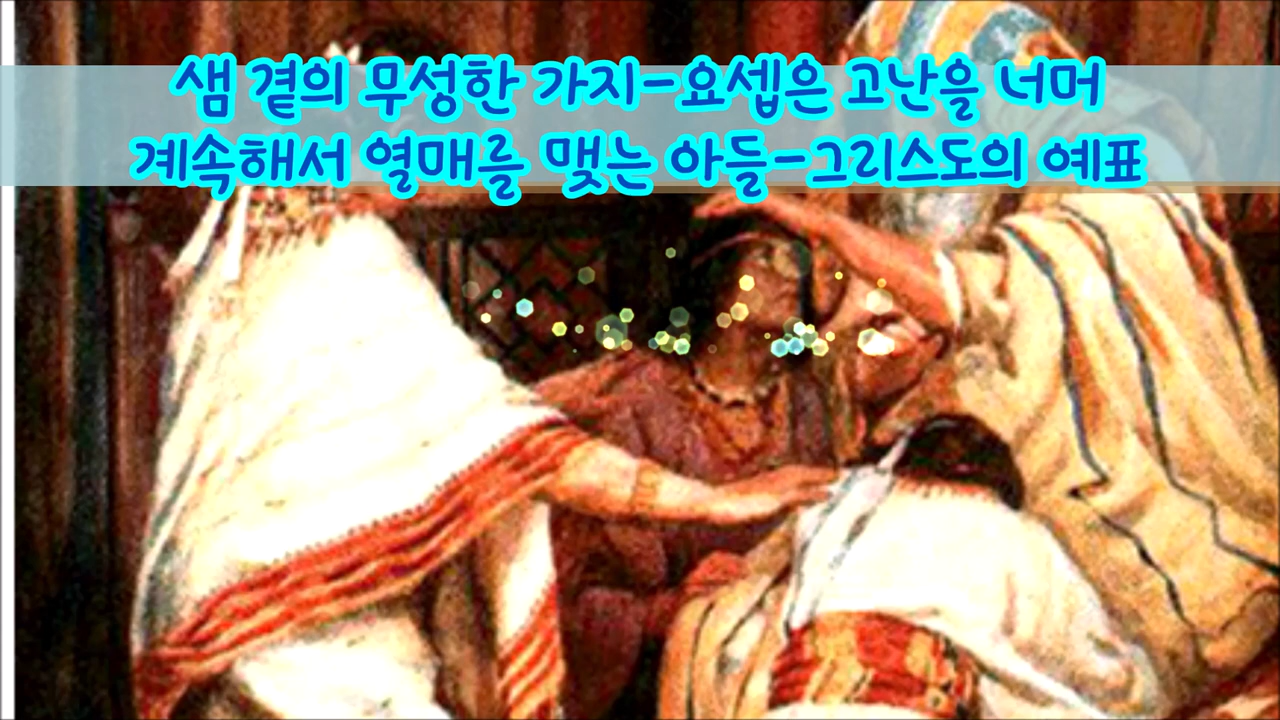 샘 곁의 무성한 가지-요셉은 고난을 너머
계속해서 열매를 맺는 아들-그리스도의 예표